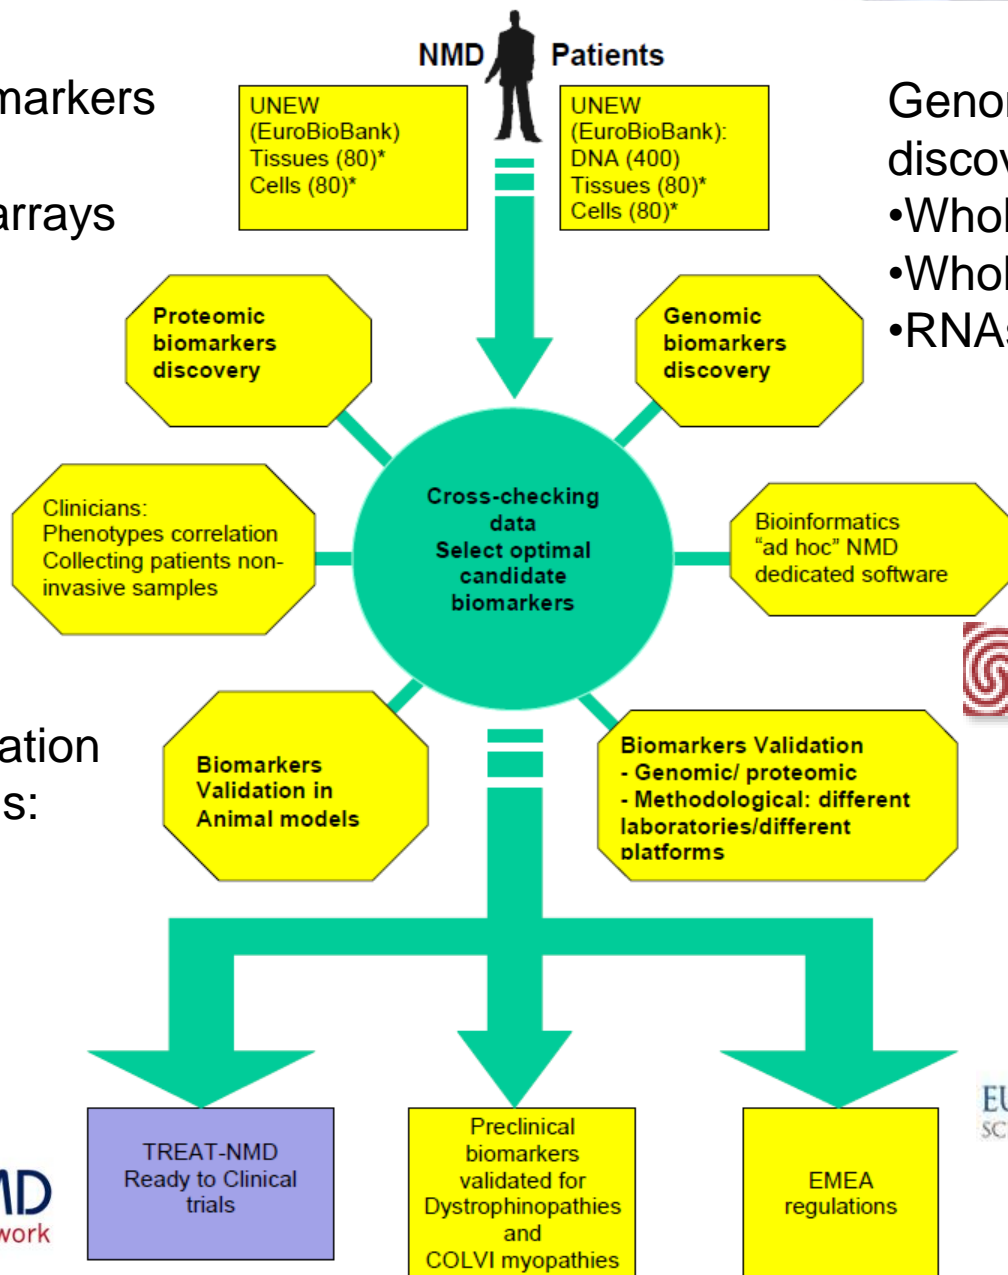 NMD Patients
markers
arrays
UNEW
(EuroBioBank)
Tissues (80)*
Cells (80)*
UNEW
(EuroBioBank):
DNA (400)
Tissues (80)*
Cells (80)*
Genor
discov
•Whol
•Whol
•RNAs
Proteomic
biomarkers
discovery
Genomic
biomarkers
discovery
Clinicians:
Phenotypes correlation
Collecting patients non-
invasive samples
Cross-checking
data
Select optimal
candidate
biomarkers
Bioinformatics
“ad hoc” NMD
dedicated software
ation
s:
Biomarkers
Validation in
Animal models
Biomarkers Validation
- Genomic/ proteomic
- Methodological: different
laboratories/different
platforms
TREAT-NMD
Ready to Clinical
trials
Preclinical
biomarkers
validated for
Dystrophinopathies
and
COLVI myopathies
EMEA
regulations
MD
work
EU
SC